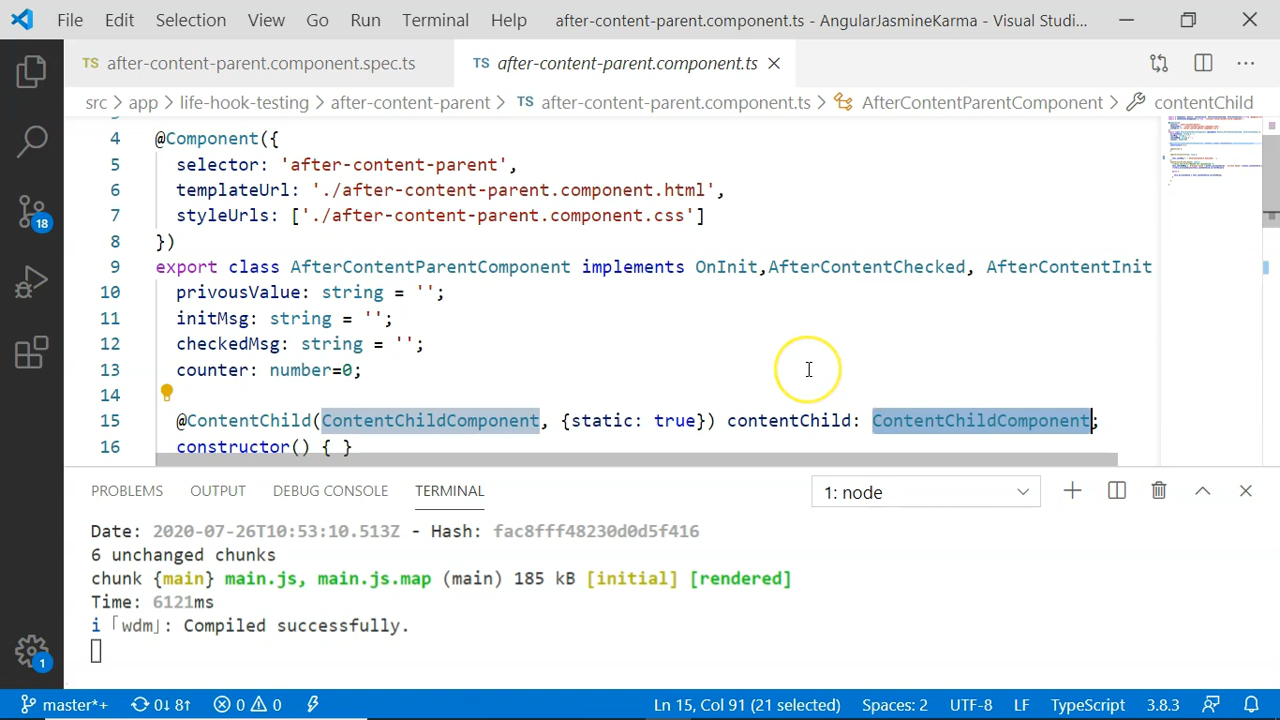 File Edit Selection View Go Run Terminal Help after-content-parent.component.ts - AngularJasmineKarma - Visual Studi...
TS after-content-parent.component.spec.ts TS after-content-parent.component.ts
src > app > life-hook-testing > after-content-parent > TS after-content-parent.component.ts > AfterContentParentComponent > contentChild
4 @Component({
5 selector: 'after-content-parent',
6 templateUrl: './after-content-parent.component.html',
7 styleUrls: ['./after-content-parent.component.css']
8 })
9 export class AfterContentParentComponent implements OnInit,AfterContentChecked, AfterContentInit
10 privousValue: string = '';
11 initMsg: string = '';
12 checkedMsg: string = '';
13 counter: number=0;
14
15 @ContentChild(ContentChildComponent, {static: true}) contentChild: ContentChildComponent;
16 constructor() { }
PROBLEMS OUTPUT DEBUG CONSOLE TERMINAL 1: node
Date: 2020-07-26T10:53:10.513Z - Hash: fac8fff48230d0d5f416
6 unchanged chunks
chunk {main} main.js, main.js.map (main) 185 kB [initial] [rendered]
Time: 6121ms
i 「wdm」: Compiled successfully.
18
1
master*+ 0↓ 8↑ 0 0 Ln 15, Col 91 (21 selected) Spaces: 2 UTF-8 LF TypeScript 3.8.3